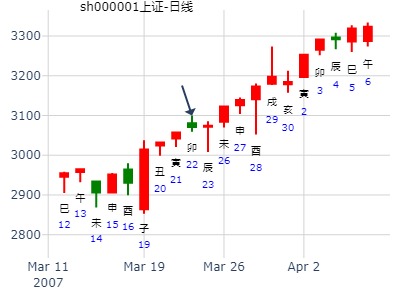 sh000001上证-日线
3300
3200
3100
3000
2900
2800
巳
12
午
13
未
14
申
15
酉
16
子
19
丑
20
寅
21
卯
22
辰
23
未
26
申
27
酉
28
戌
29
亥
30
寅
2
卯
3
辰
4
巳
5
午
6
Mar 11
2007
Mar 19
Mar 26
Apr 2